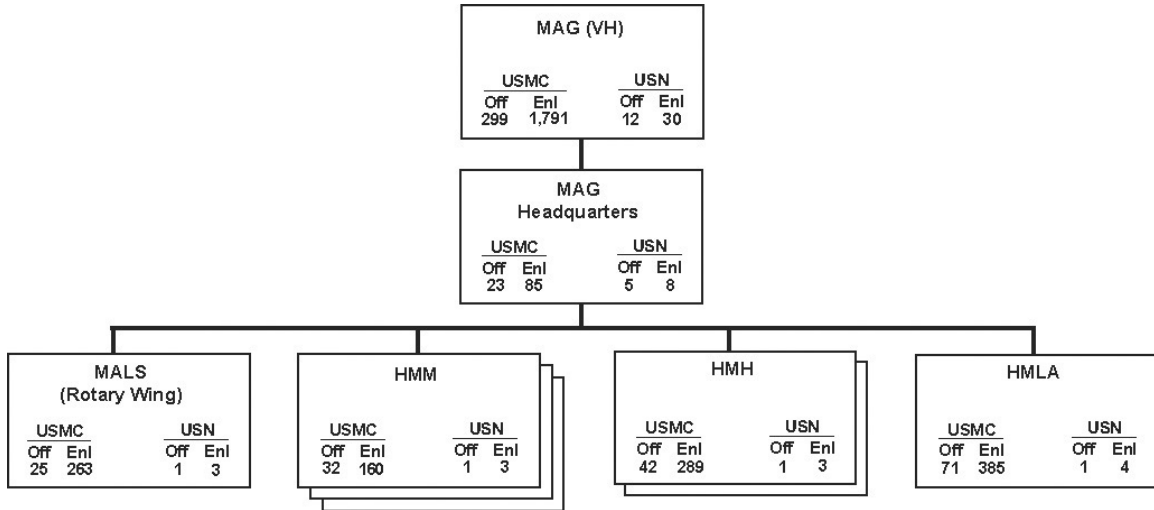 MAG (VH)
USMC USN
Off Enl Off Enl
299 1,791 12 30
MAG
Headquarters
USMC USN
Off Enl Off Enl
23 85 5 8
MALS
(Rotary Wing)
USMC USN
Off Enl Off Enl
25 263 1 3
HMM
USMC USN
Off Enl Off Enl
32 160 1 3
HMH
USMC USN
Off Enl Off Enl
42 289 1 3
HMLA
USMC USN
Off Enl Off Enl
71 385 1 4